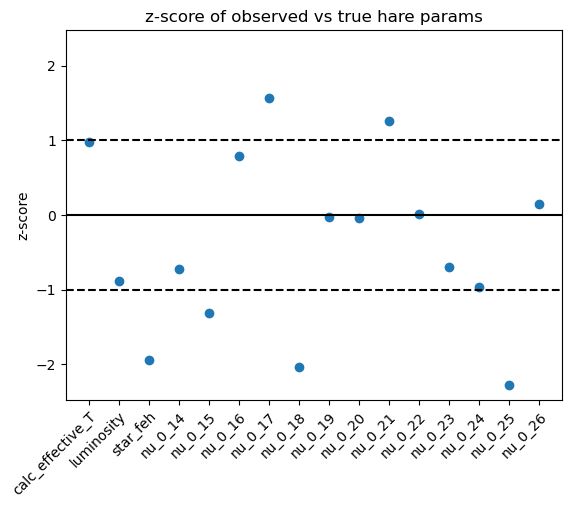 z-score of observed vs true hare params
z-score
2
1
0
−1
−2
calc_effective_T
luminosity
star_feh
nu_0_14
nu_0_15
nu_0_16
nu_0_17
nu_0_18
nu_0_19
nu_0_20
nu_0_21
nu_0_22
nu_0_23
nu_0_24
nu_0_25
nu_0_26